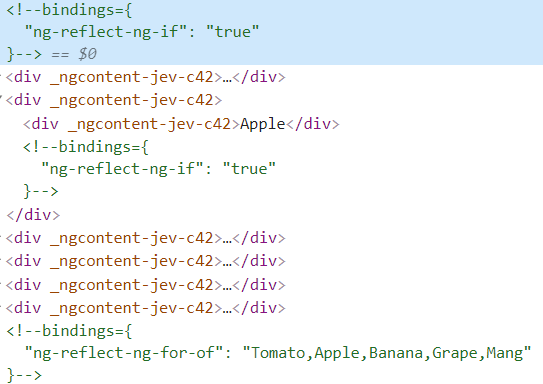 <!--bindings={
"ng-reflect-ng-if": "true"
}--> == $0
<div _ngcontent-jev-c42>…</div>
<div _ngcontent-jev-c42>
<div _ngcontent-jev-c42>Apple</div>
<!--bindings={
"ng-reflect-ng-if": "true"
}-->
</div>
<div _ngcontent-jev-c42>…</div>
<div _ngcontent-jev-c42>…</div>
<div _ngcontent-jev-c42>…</div>
<div _ngcontent-jev-c42>…</div>
<!--bindings={
"ng-reflect-ng-for-of": "Tomato,Apple,Banana,Grape,Mang"
}-->